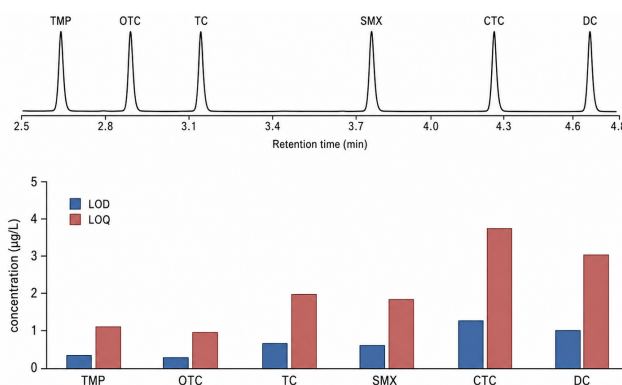 TMP OTC TC SMX CTC DC
2.5 2.8 3.1 3.4 3.7 4.0 4.3 4.6 4.8
Retention time (min)
concentration (µg/L)
5
4
3
2
1
0
LOD
LOQ
TMP OTC TC SMX CTC DC